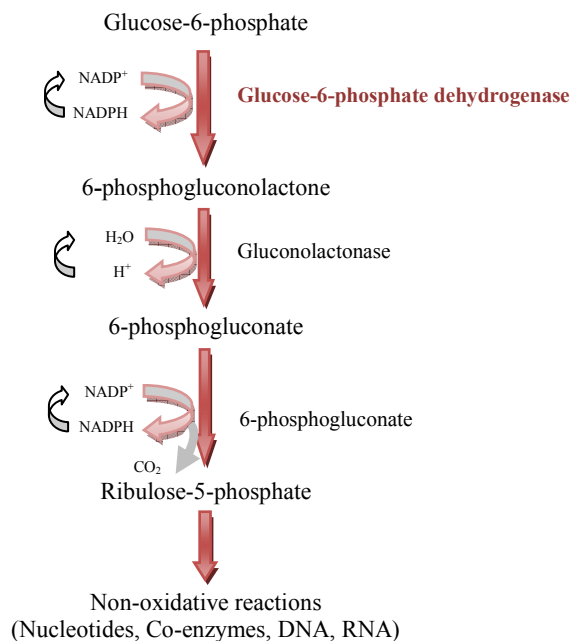 Glucose-6-phosphate
NADP⁺
NADPH
Glucose-6-phosphate dehydrogenase
6-phosphogluconolactone
H₂O
H⁺
Gluconolactonase
6-phosphogluconate
NADP⁺
NADPH
6-phosphogluconate
CO₂
Ribulose-5-phosphate
Non-oxidative reactions
(Nucleotides, Co-enzymes, DNA, RNA)